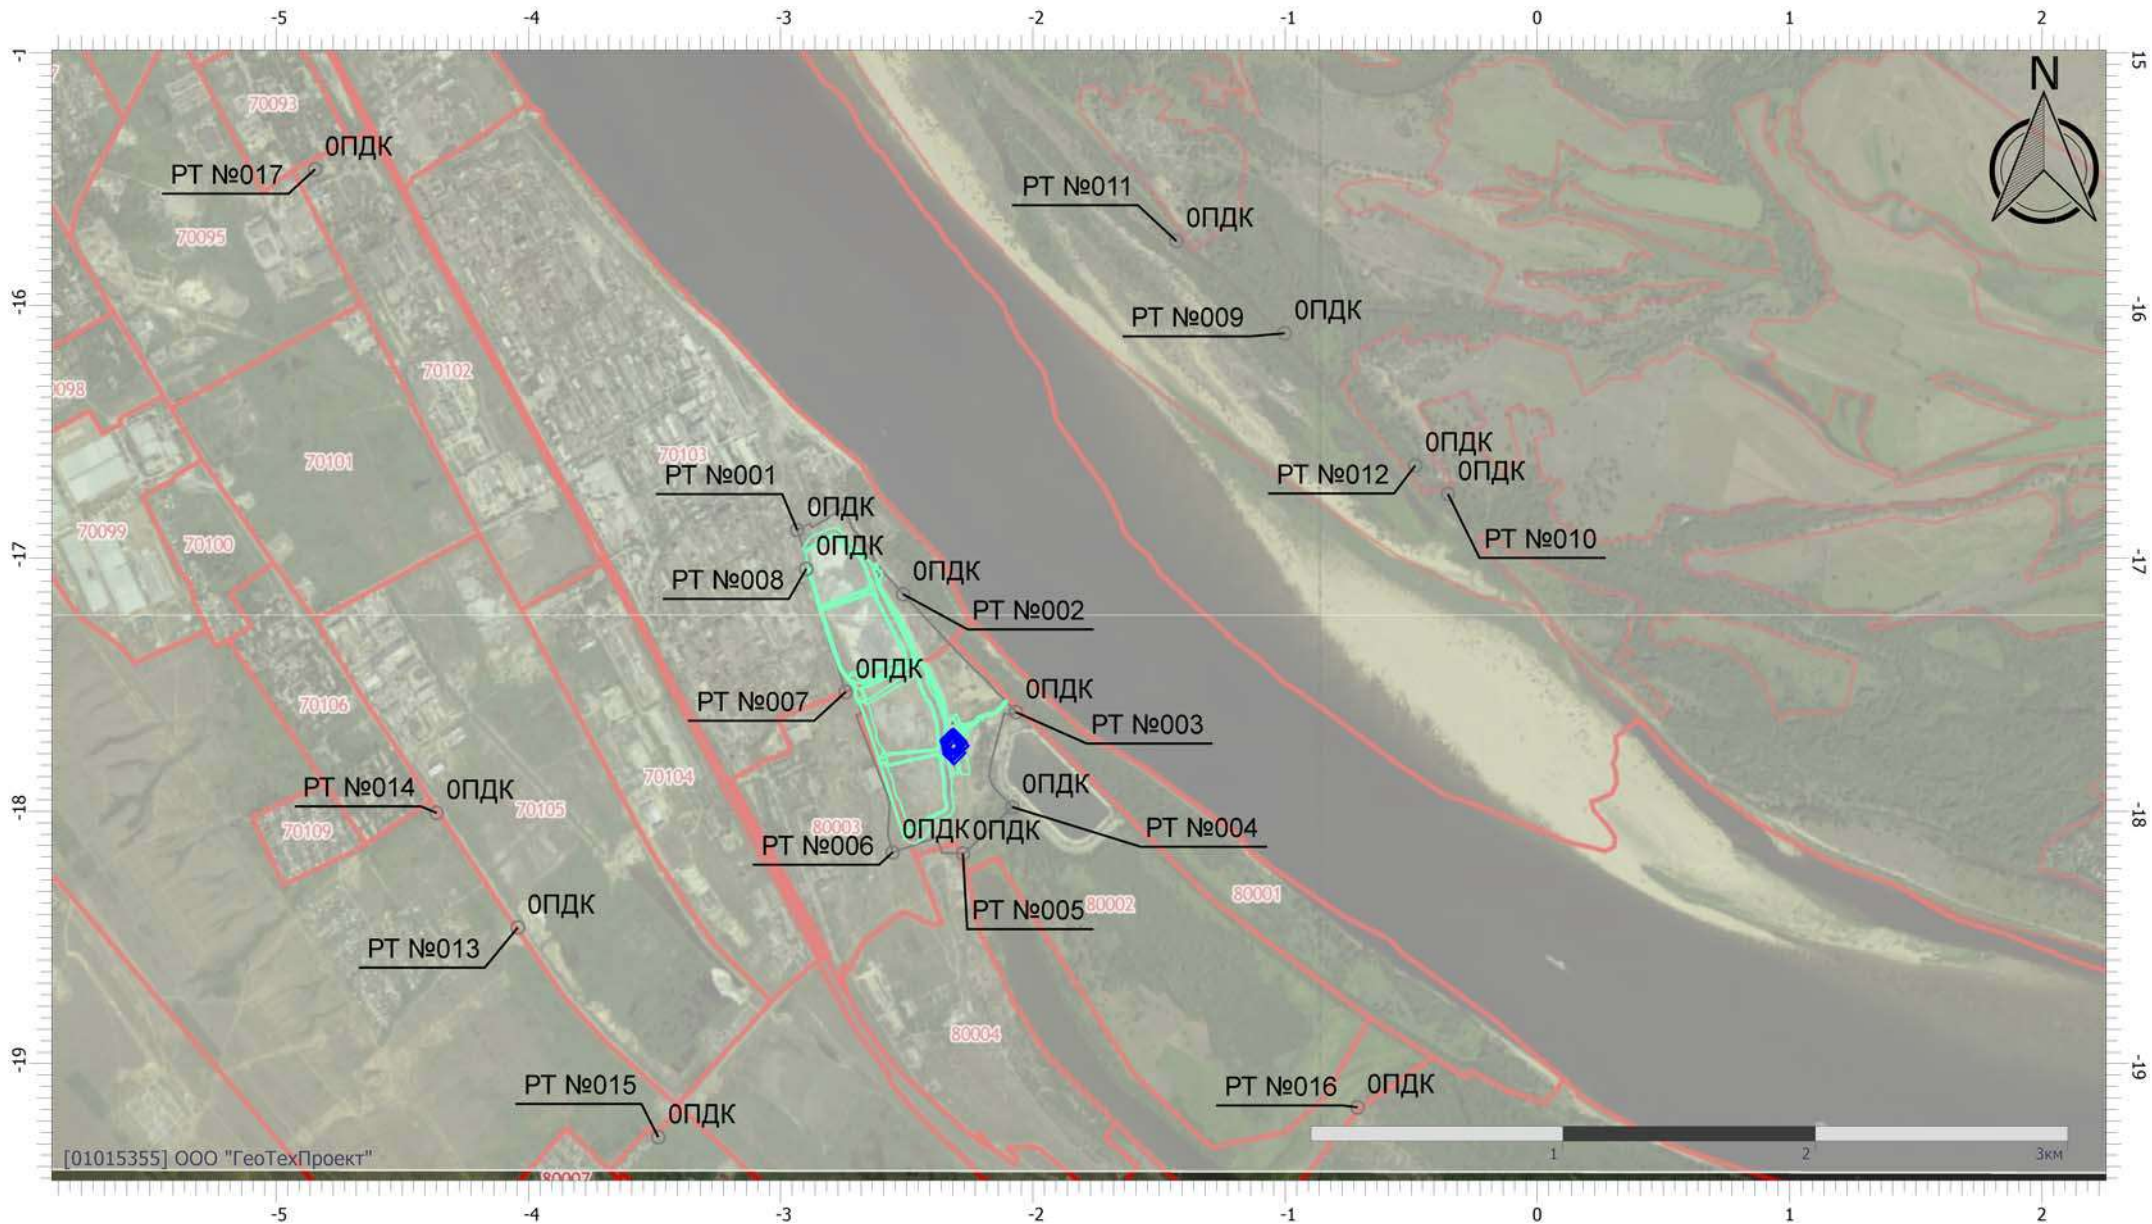 -5 -4 -3 -2 -1 0 1 2
-1
15
N
70093
0ПДК
РТ №017
70095
РТ №011
0ПДК
-16
-16
0ПДК
РТ №009
70102
098
0ПДК
70101
70103
0ПДК
РТ №001
РТ №012
0ПДК
70099
70100
0ПДК
РТ №010
-17
0ПДК
-17
РТ №008
0ПДК
РТ №002
0ПДК
70106
РТ №007
0ПДК
РТ №003
70104
РТ №014
0ПДК
70105
0ПДК
-18
-18
70109
80003
0ПДК
0ПДК
РТ №004
РТ №006
80001
0ПДК
РТ №005
80002
РТ №013
80004
-19
-19
РТ №015
РТ №016
0ПДК
0ПДК
[01015355] ООО "ГеоТехПроект"
1 2 3км
80007
-5 -4 -3 -2 -1 0 1 2